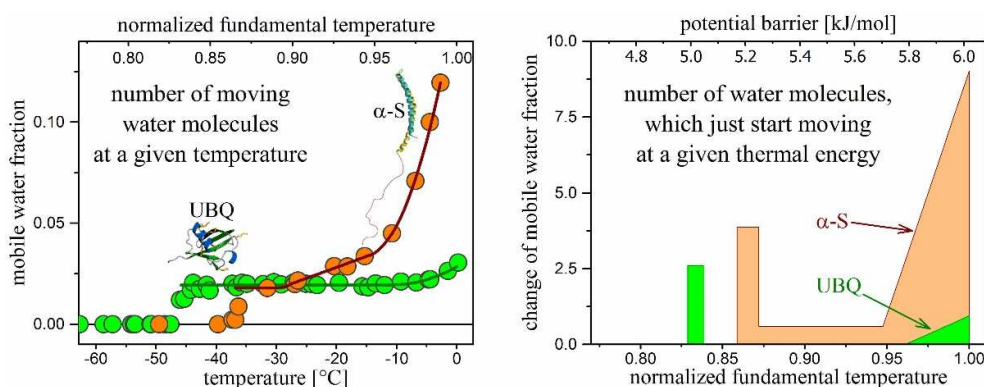 normalized fundamental temperature
0.80 0.85 0.90 0.95 1.00
number of moving
water molecules
at a given temperature
α-S
UBQ
mobile water fraction
0.10
0.05
0.00
-60 -50 -40 -30 -20 -10 0
temperature [°C]
potential barrier [kJ/mol]
4.8 5.0 5.2 5.4 5.6 5.8 6.0
number of water molecules,
which just start moving
at a given thermal energy
α-S
UBQ
change of mobile water fraction
10.0
7.5
5.0
2.5
0.0
0.80 0.85 0.90 0.95 1.00
normalized fundamental temperature